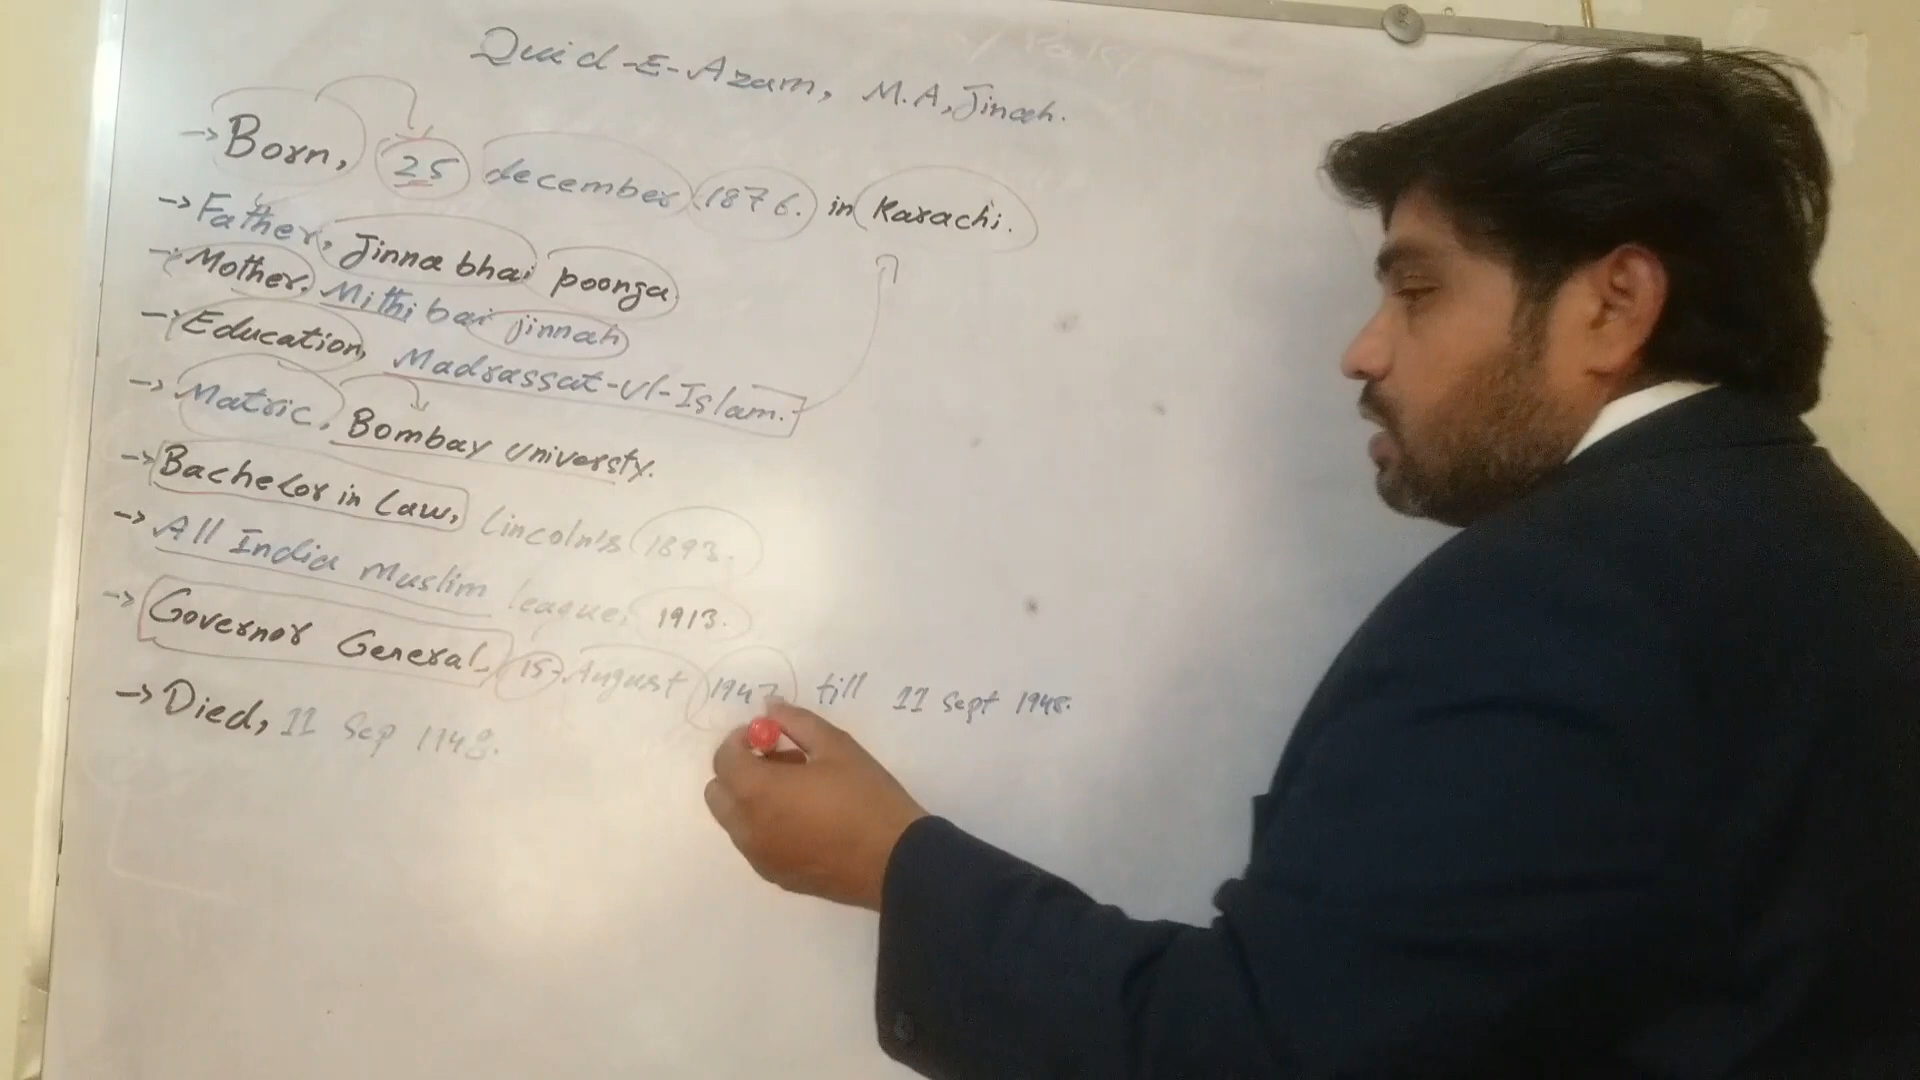 Quid-E-Azam, M.A, Jinah.
-> Born, 25 december 1876. in Karachi.
-> Father, Jinna bhai poonga.
-> Mother. Mithi bai jinnah
-> Education, Madrassat-ul-Islam.
-> Matric, Bombay Universty.
-> Bachelor in Law, Lincoln's 1893.
-> All India Muslim league, 1913.
-> Governor General, 15, August 1947 till 11 Sept 1948.
-> Died, 11 Sep 1148.